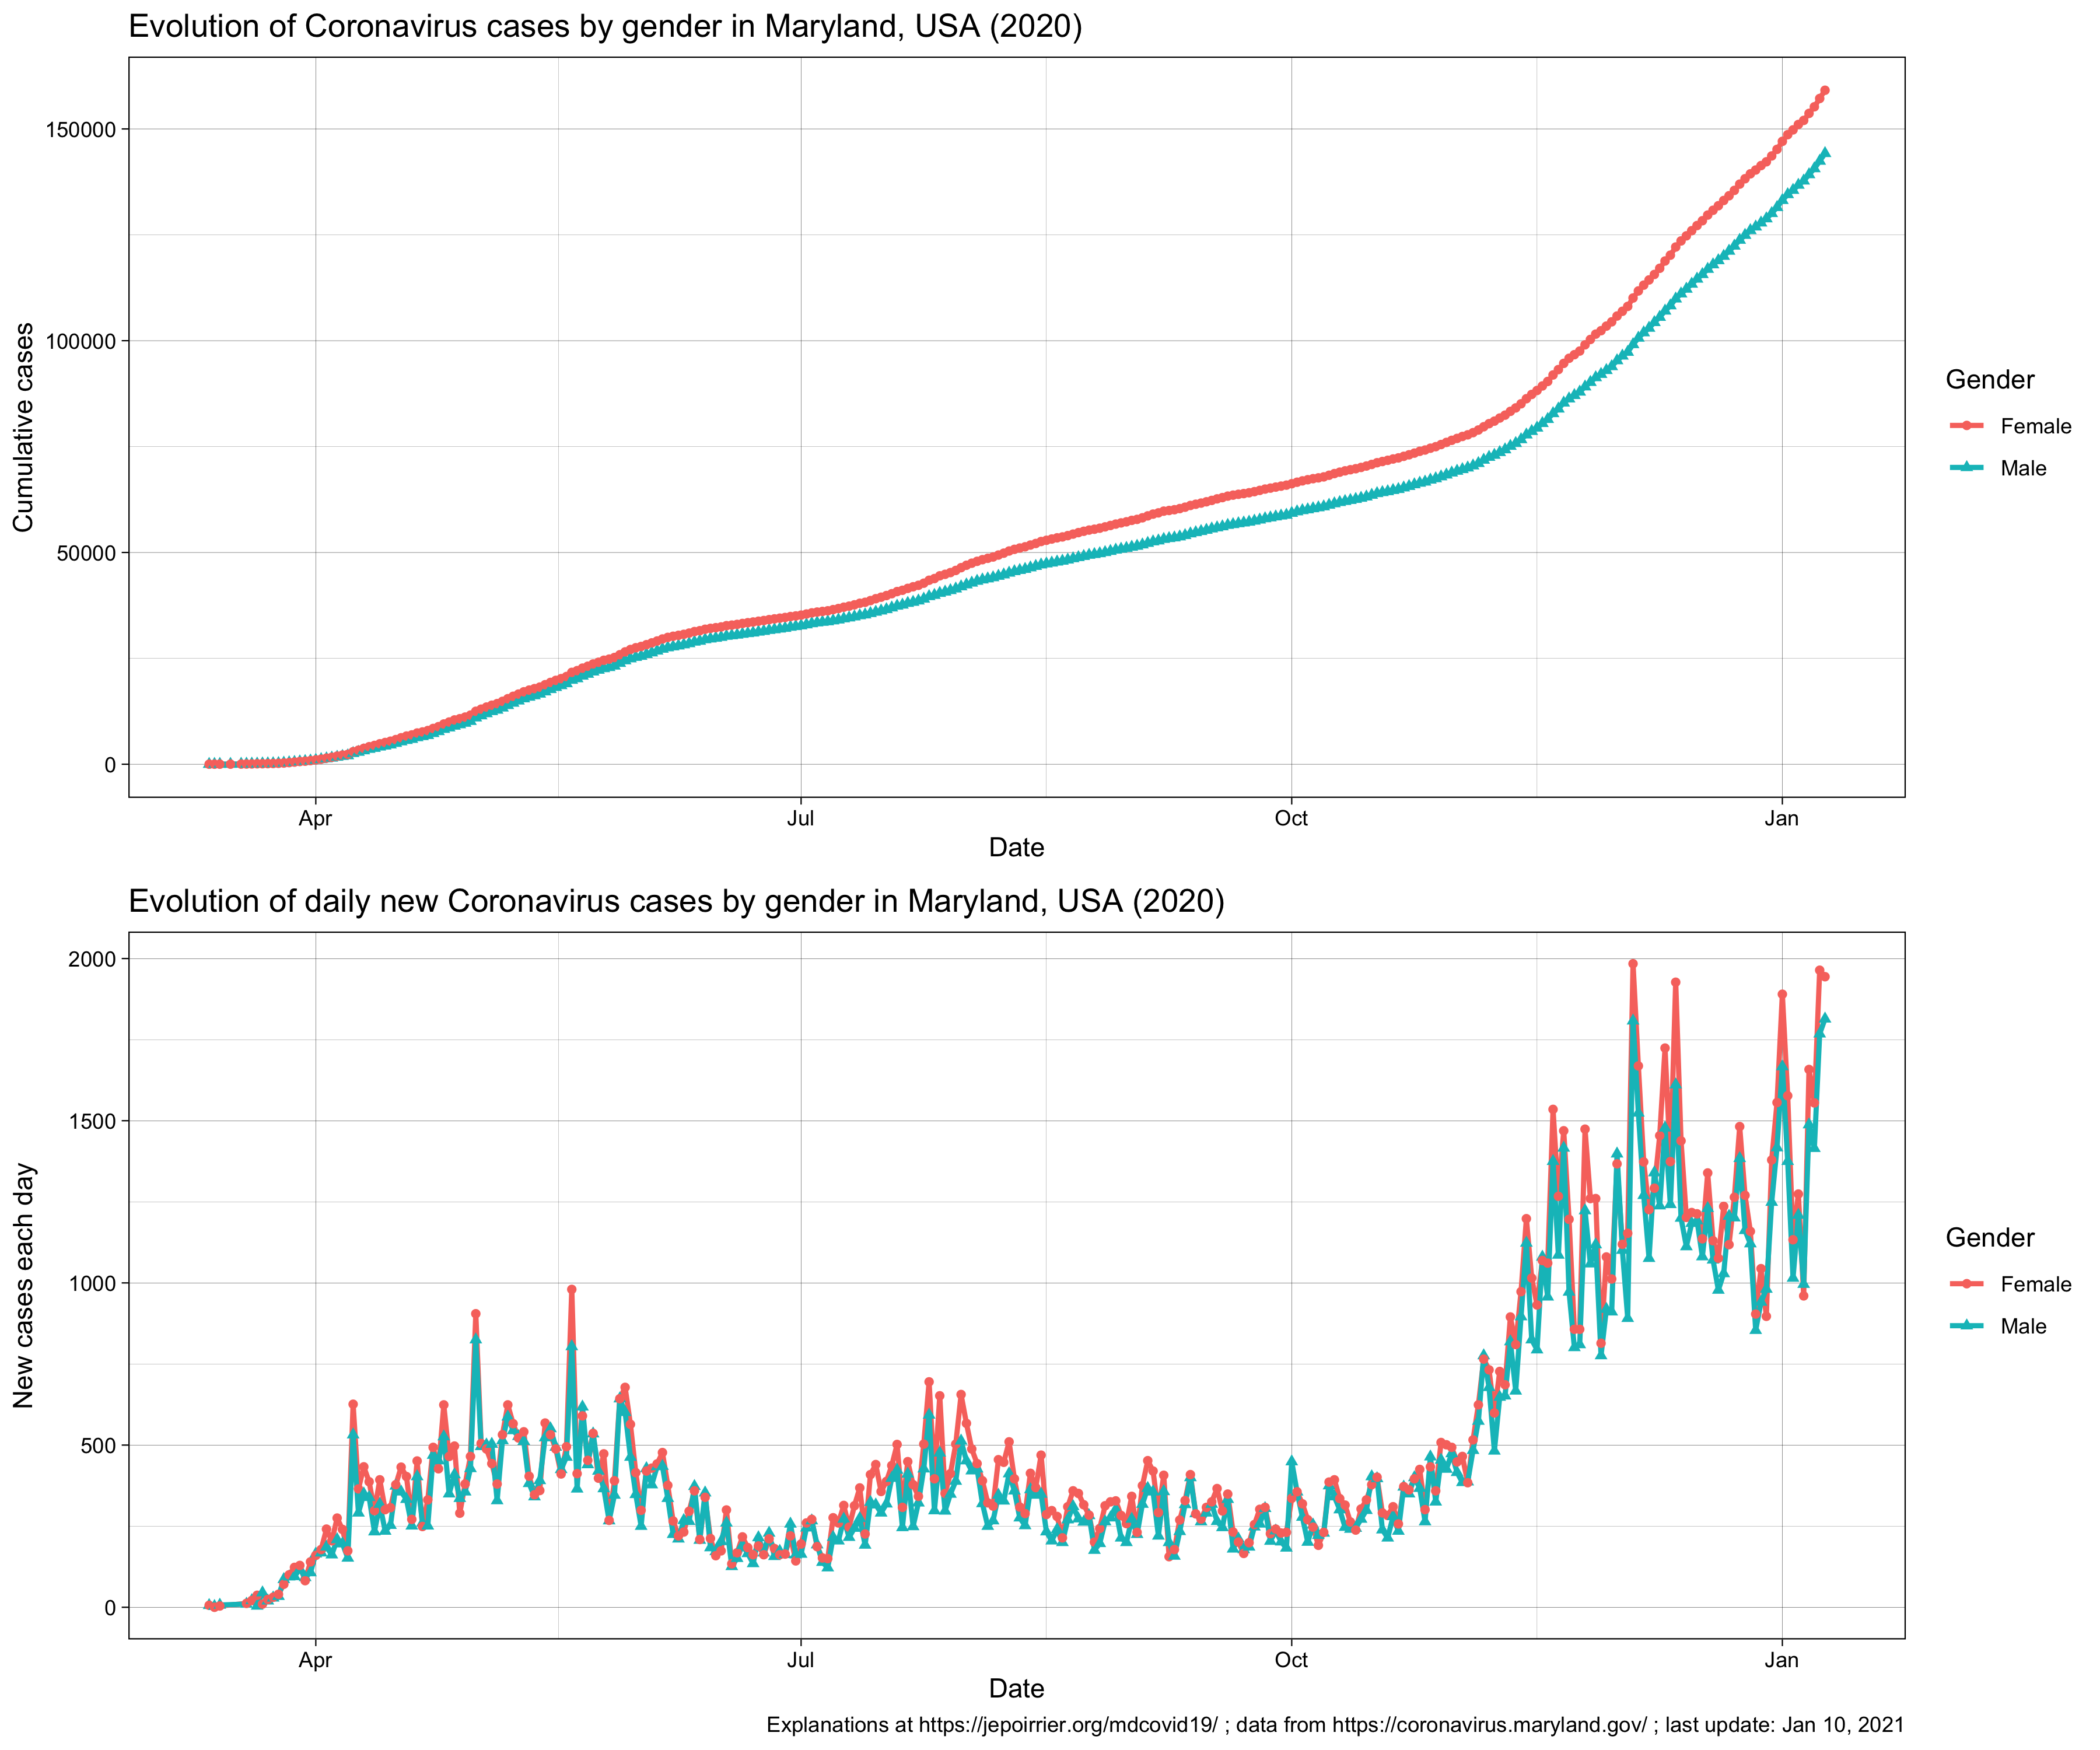 Evolution of Coronavirus cases by gender in Maryland, USA (2020)
150000
100000
50000
0
Cumulative cases
Apr
Jul
Oct
Jan
Date
Gender
Female
Male
Evolution of daily new Coronavirus cases by gender in Maryland, USA (2020)
2000
1500
1000
500
0
New cases each day
Apr
Jul
Oct
Jan
Date
Gender
Female
Male
Explanations at https://jepoirrier.org/mdcovid19/ ; data from https://coronavirus.maryland.gov/ ; last update: Jan 10, 2021